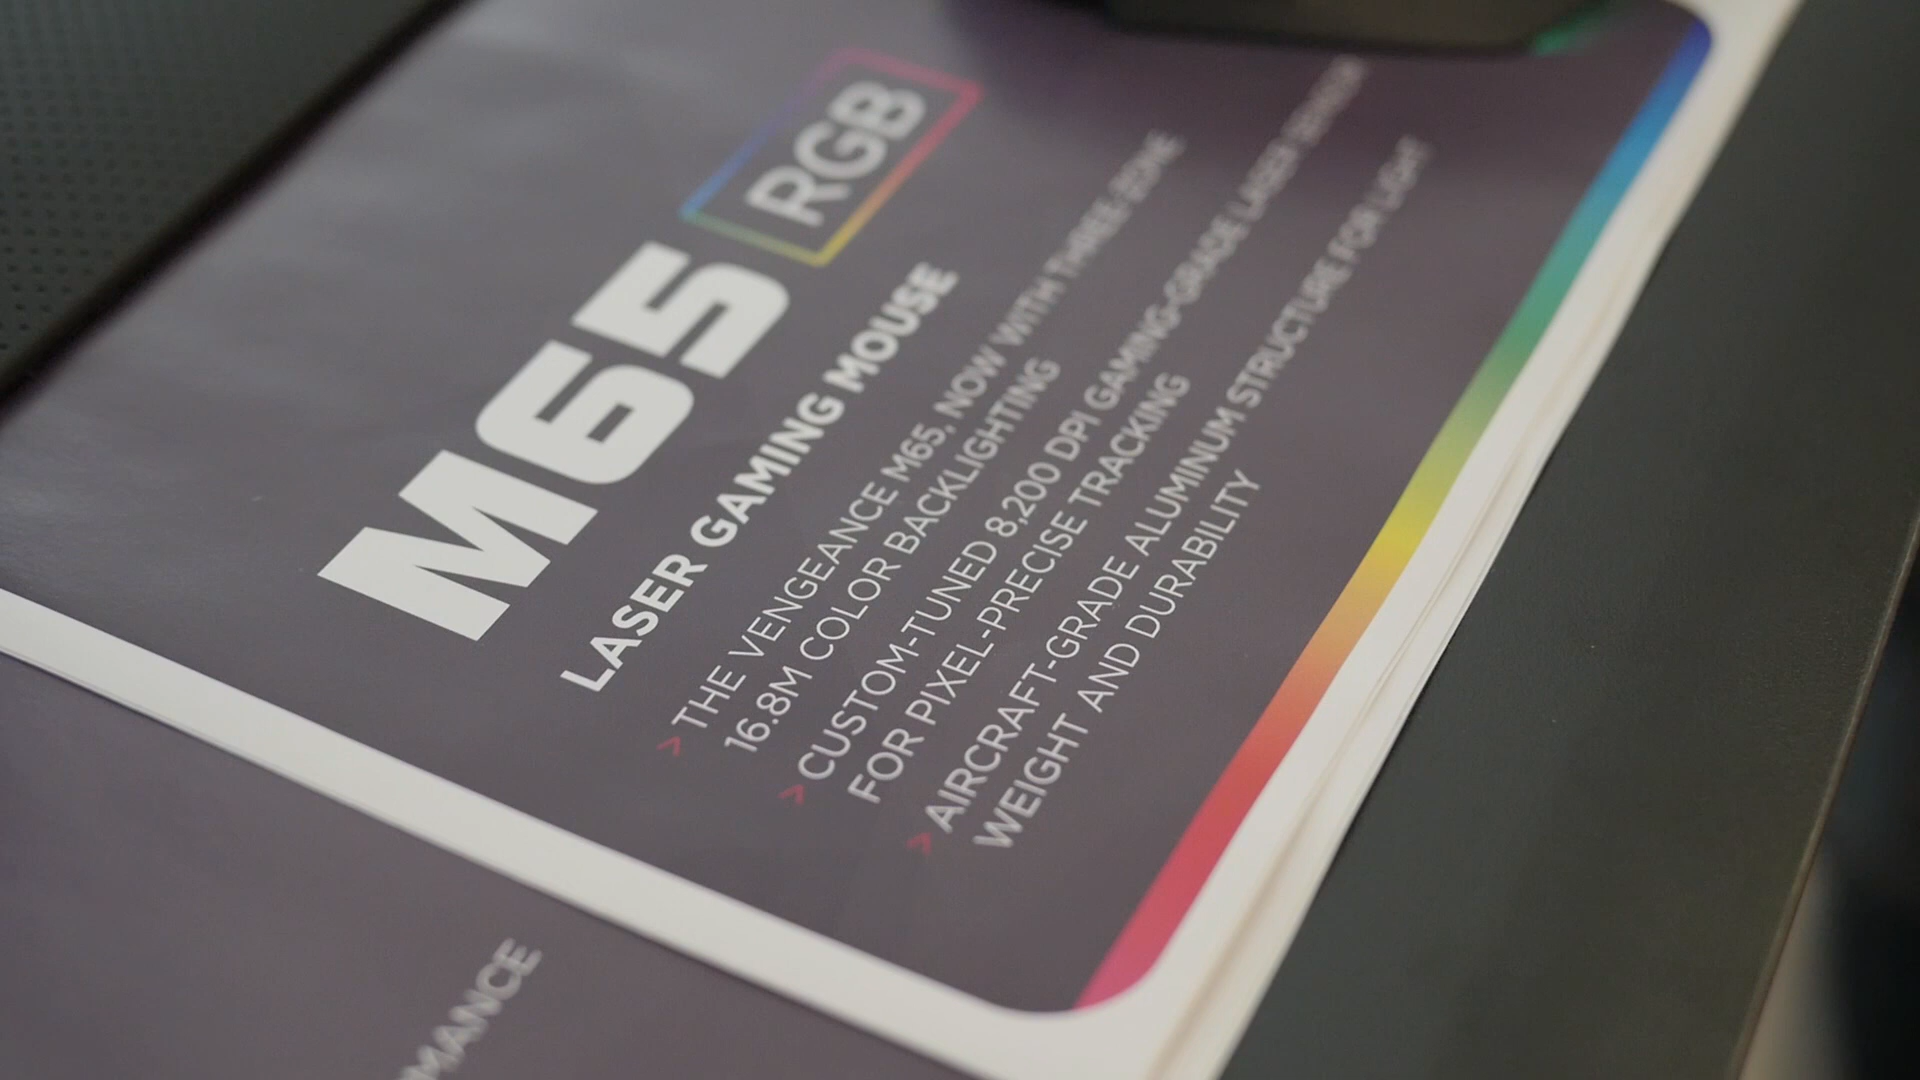 M65 RGB
LASER GAMING MOUSE
> THE VENGEANCE M65, NOW WITH THREE-ZONE
16.8M COLOR BACKLIGHTING
> CUSTOM-TUNED 8,200 DPI GAMING-GRADE LASER SENSOR
FOR PIXEL-PRECISE TRACKING
> AIRCRAFT-GRADE ALUMINUM STRUCTURE FOR LIGHT
WEIGHT AND DURABILITY
MANCE